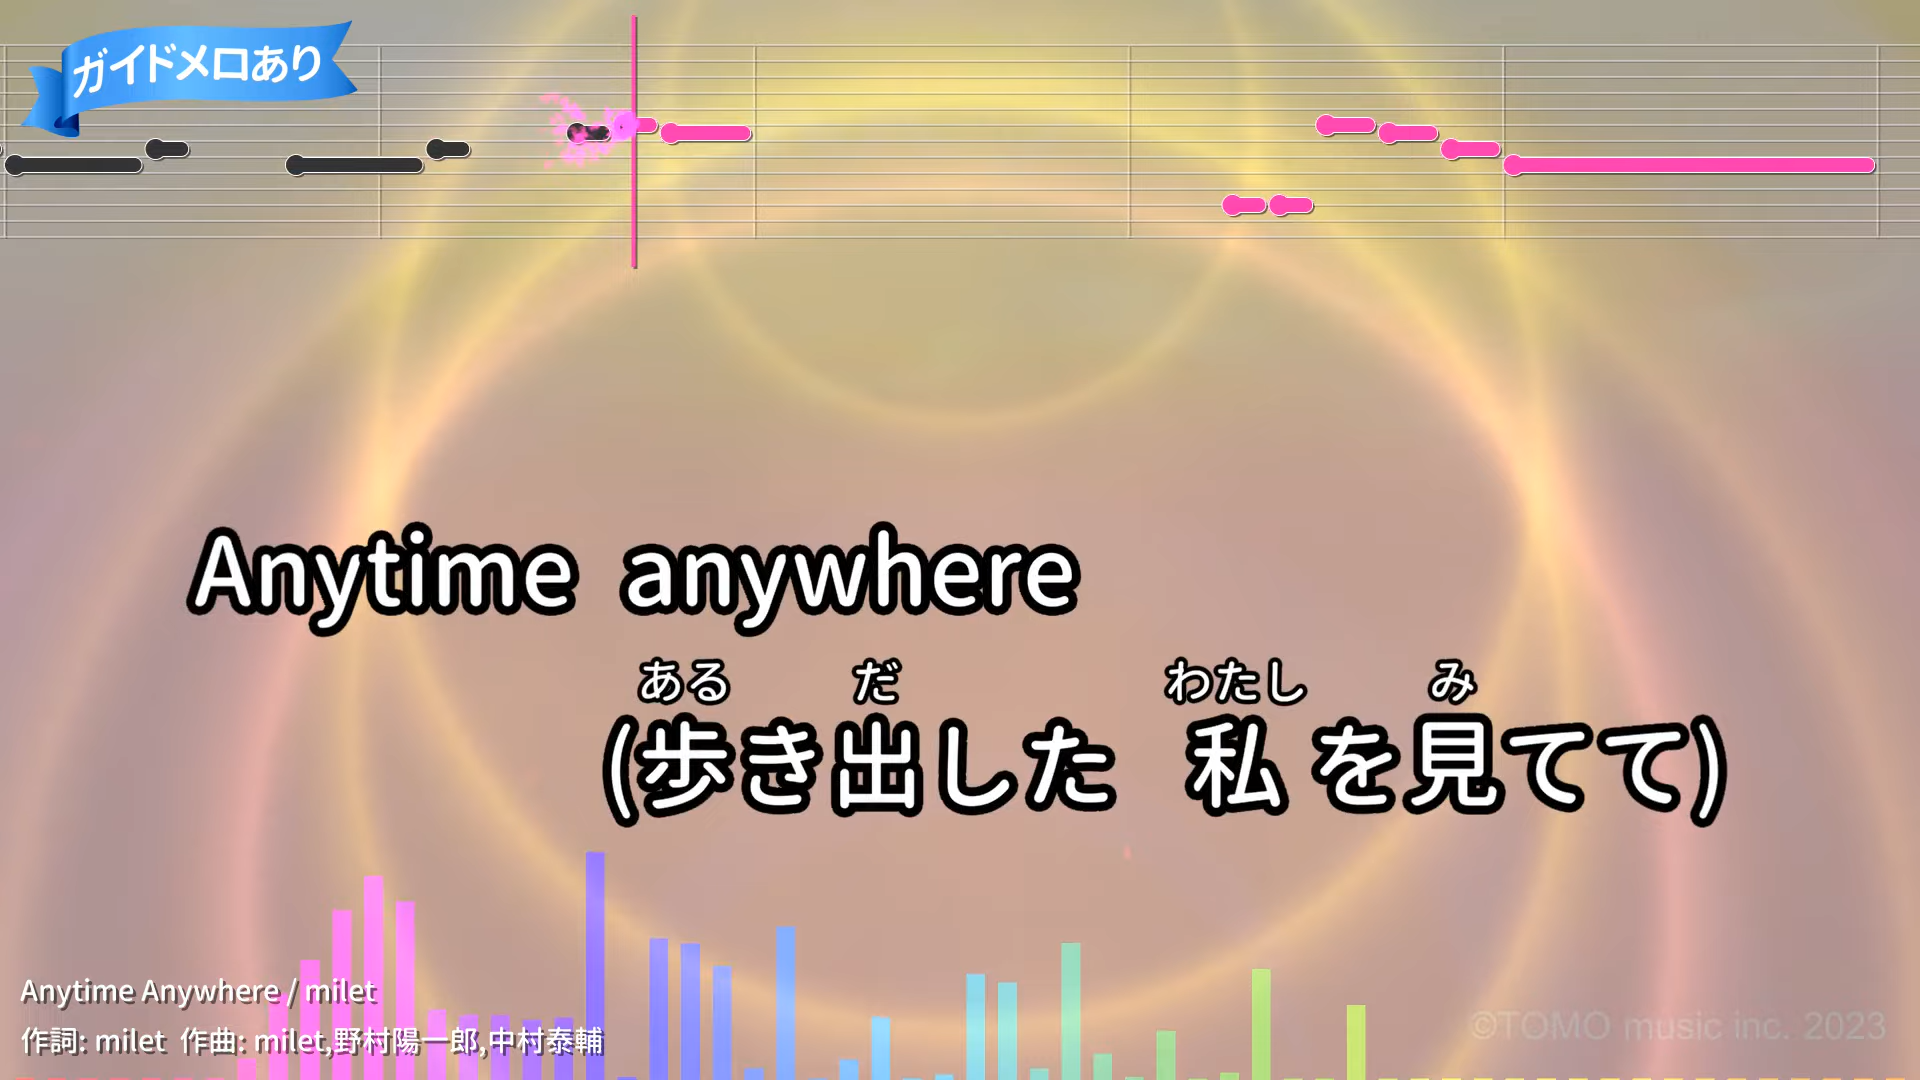 ガイドメロあり
Anytime anywhere
ある だ わたし み
(歩き出した 私を見てて)
Anytime Anywhere / milet
作詞: milet 作曲: milet,野村陽一郎,中村泰輔
©TOMO music inc. 2023